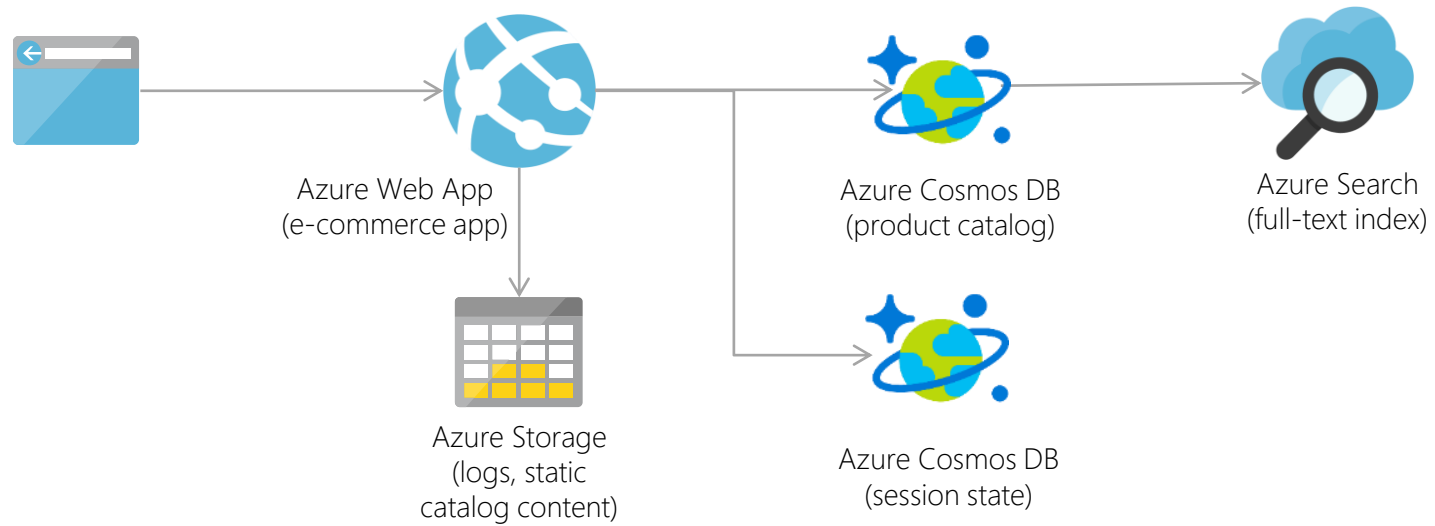 Azure Web App
(e-commerce app)
Azure Cosmos DB
(product catalog)
Azure Search
(full-text index)
Azure Storage
(logs, static
catalog content)
Azure Cosmos DB
(session state)